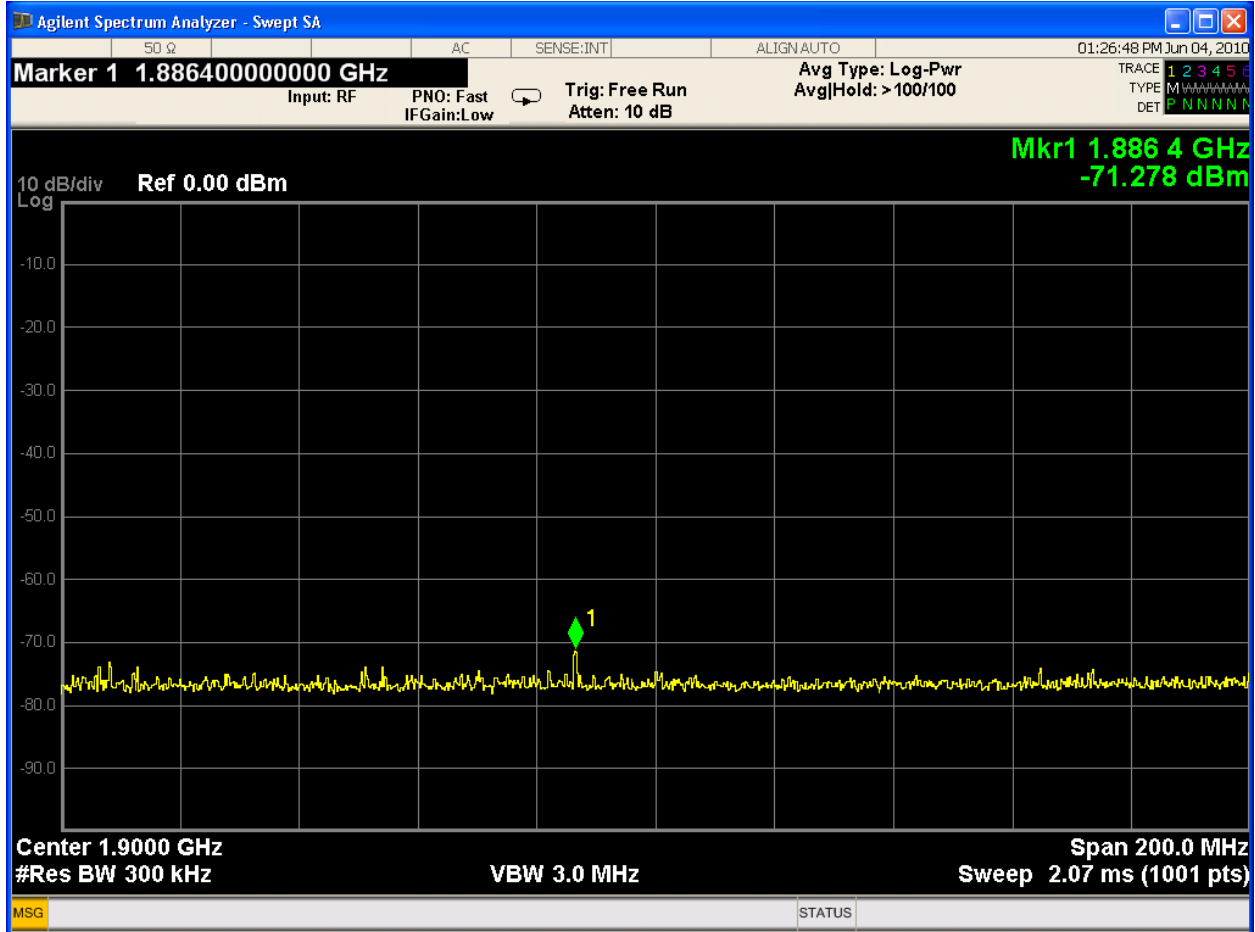 Agilent Spectrum Analyzer - Swept SA
50 Ω AC SENSE:INT ALIGN AUTO 01:26:48 PM Jun 04, 2010
Marker 1 1.886400000000 GHz
Input: RF PNO: Fast IFGain:Low
Trig: Free Run
Atten: 10 dB
Avg Type: Log-Pwr
Avg|Hold: >100/100
TRACE 1 2 3 4 5 6
TYPE M
DET P N N N N N
Mkr1 1.886 4 GHz
-71.278 dBm
10 dB/div Ref 0.00 dBm
Log
-10.0
-20.0
-30.0
-40.0
-50.0
-60.0
1
-70.0
-80.0
-90.0
Center 1.9000 GHz Span 200.0 MHz
#Res BW 300 kHz VBW 3.0 MHz Sweep 2.07 ms (1001 pts)
MSG STATUS